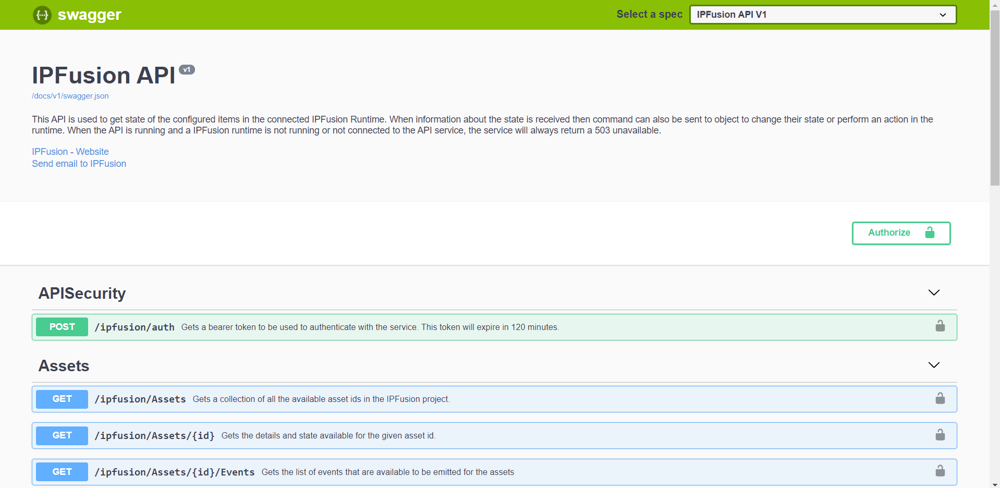 {···} swagger
Select a spec
IPFusion API V1
IPFusion API v1
/docs/v1/swagger.json
This API is used to get state of the configured items in the connected IPFusion Runtime. When information about the state is received then command can also be sent to object to change their state or perform an action in the
runtime. When the API is running and a IPFusion runtime is not running or not connected to the API service, the service will always return a 503 unavailable.
IPFusion - Website
Send email to IPFusion
Authorize
APISecurity
POST /ipfusion/auth Gets a bearer token to be used to authenticate with the service. This token will expire in 120 minutes.
Assets
GET /ipfusion/Assets Gets a collection of all the available asset ids in the IPFusion project.
GET /ipfusion/Assets/{id} Gets the details and state available for the given asset id.
GET /ipfusion/Assets/{id}/Events Gets the list of events that are available to be emitted for the assets